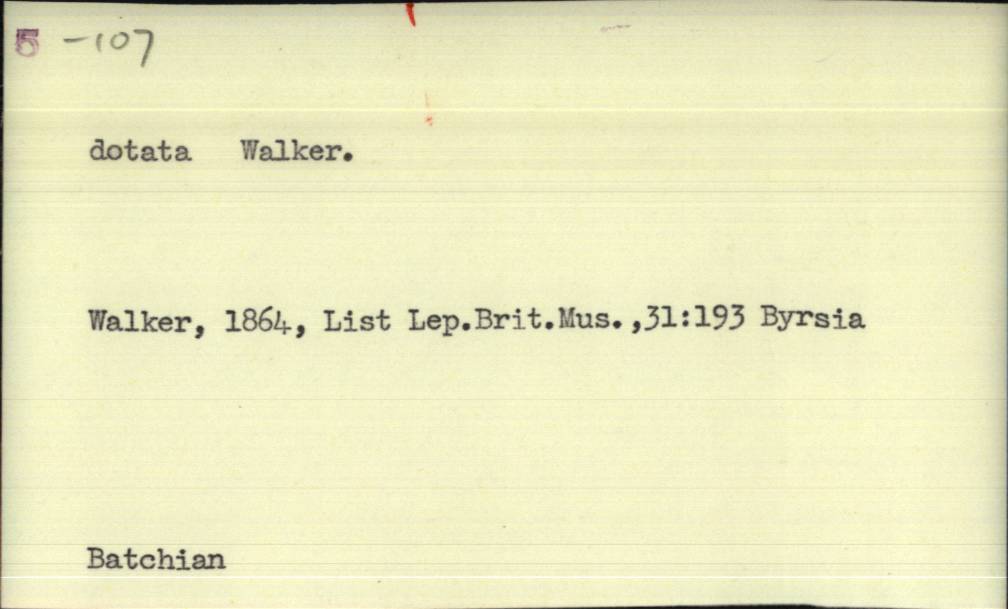 5 -107
dotata Walker.
Walker, 1864, List Lep.Brit.Mus.,31:193 Byrsia
Batchian